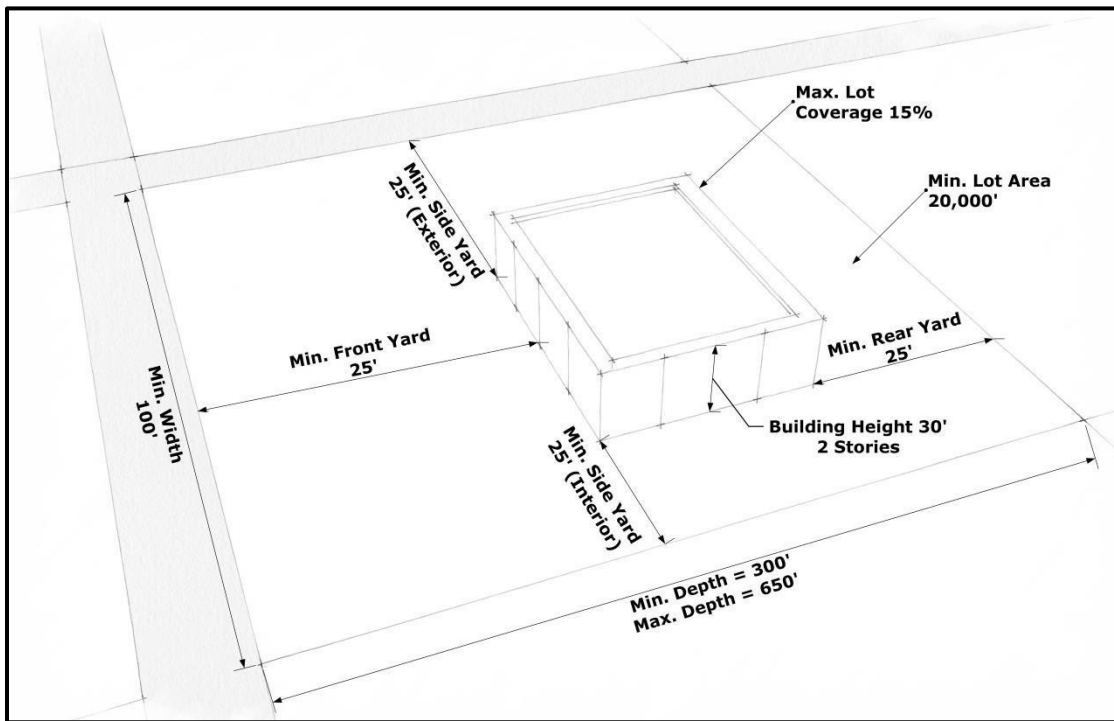 Max. Lot
Coverage 15%
Min. Lot Area
20,000'
Min. Side Yard
25' (Exterior)
Min. Front Yard
25'
Min. Rear Yard
25'
Min. Width
100'
Building Height 30'
2 Stories
Min. Side Yard
25' (Interior)
Min. Depth = 300'
Max. Depth = 650'